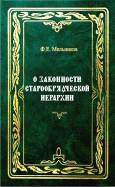 Ф.Е. Мельников
О ЗАКОННОСТИ
СТАРООБРЯДЧЕСКОЙ
ИЕРАРХИИ